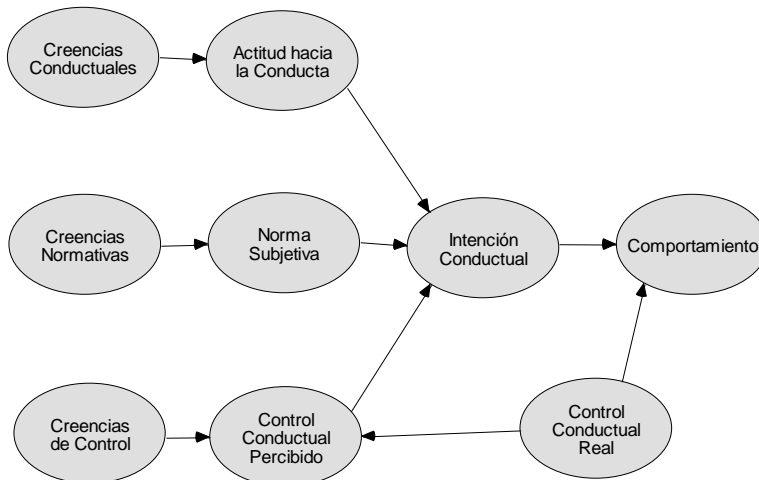 Creencias
Conductuales
Actitud hacia
la Conducta
Creencias
Normativas
Norma
Subjetiva
Intención
Conductual
Comportamiento
Creencias
de Control
Control
Conductual
Percibido
Control
Conductual
Real